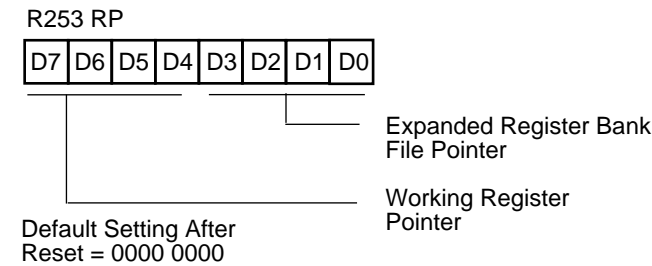 R253 RP
D7 D6 D5 D4 D3 D2 D1 D0
Expanded Register Bank
File Pointer
Working Register
Pointer
Default Setting After
Reset = 0000 0000